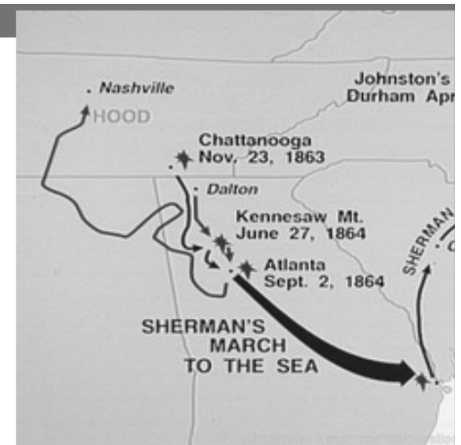 Johnston's
Durham Apr
Nashville
HOOD
Chattanooga
Nov. 23, 1863
Dalton
Kennesaw Mt.
June 27, 1864
SHERMAN
Atlanta
Sept. 2, 1864
SHERMAN'S
MARCH
TO THE SEA